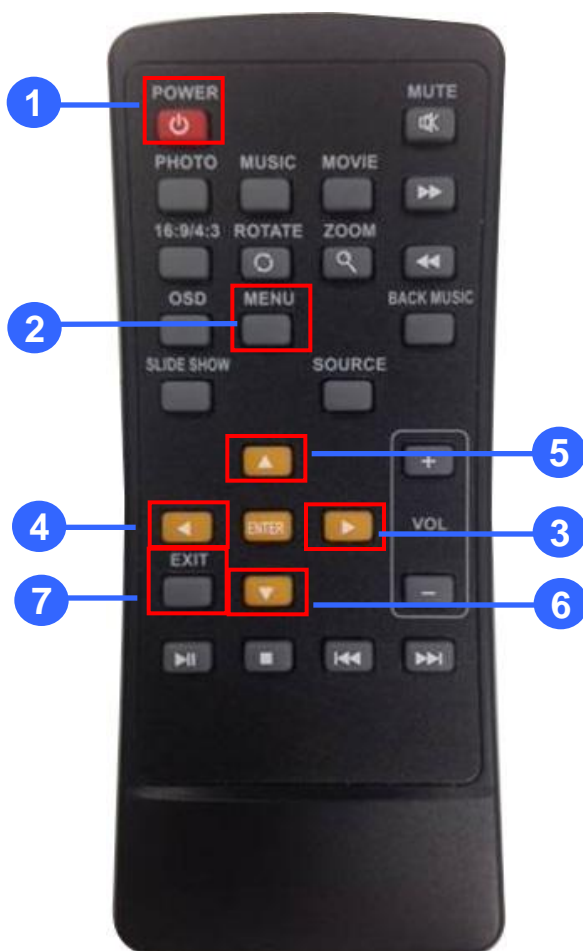 1
POWER
MUTE
PHOTO MUSIC MOVIE
16:9/4:3 ROTATE ZOOM
2
OSD MENU BACK MUSIC
SLIDE SHOW SOURCE
5
+
4
ENTER
VOL
3
EXIT
7
6
-